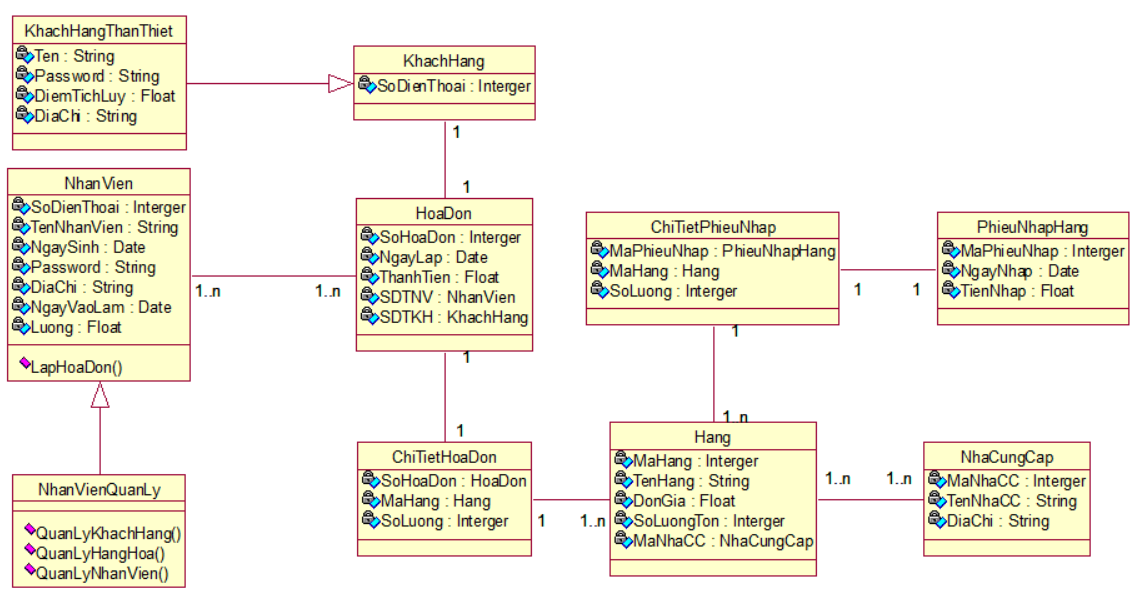 KhachHangThanThiet
Ten : String
Password : String
DiemTichLuy : Float
DiaChi : String
KhachHang
SoDienThoai : Interger
1
1
NhanVien
SoDienThoai : Interger
TenNhanVien : String
NgaySinh : Date
Password : String
DiaChi : String
NgayVaoLam : Date
Luong : Float
LapHoaDon()
1..n
1..n
HoaDon
SoHoaDon : Interger
NgayLap : Date
ThanhTien : Float
SDTNV : NhanVien
SDTKH : KhachHang
1
1
ChiTietPhieuNhap
MaPhieuNhap : PhieuNhapHang
MaHang : Hang
SoLuong : Interger
1
1
PhieuNhapHang
MaPhieuNhap : Interger
NgayNhap : Date
TienNhap : Float
1
1..n
NhanVienQuanLy
QuanLyKhachHang()
QuanLyHangHoa()
QuanLyNhanVien()
ChiTietHoaDon
SoHoaDon : HoaDon
MaHang : Hang
SoLuong : Interger
1
1..n
Hang
MaHang : Interger
TenHang : String
DonGia : Float
SoLuongTon : Interger
MaNhaCC : NhaCungCap
1..n
1..n
NhaCungCap
MaNhaCC : Interger
TenNhaCC : String
DiaChi : String